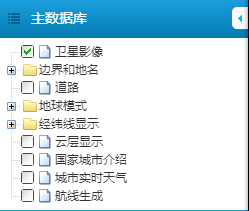 主数据库
卫星影像
边界和地名
道路
地球模式
经纬线显示
云层显示
国家城市介绍
城市实时天气
航线生成